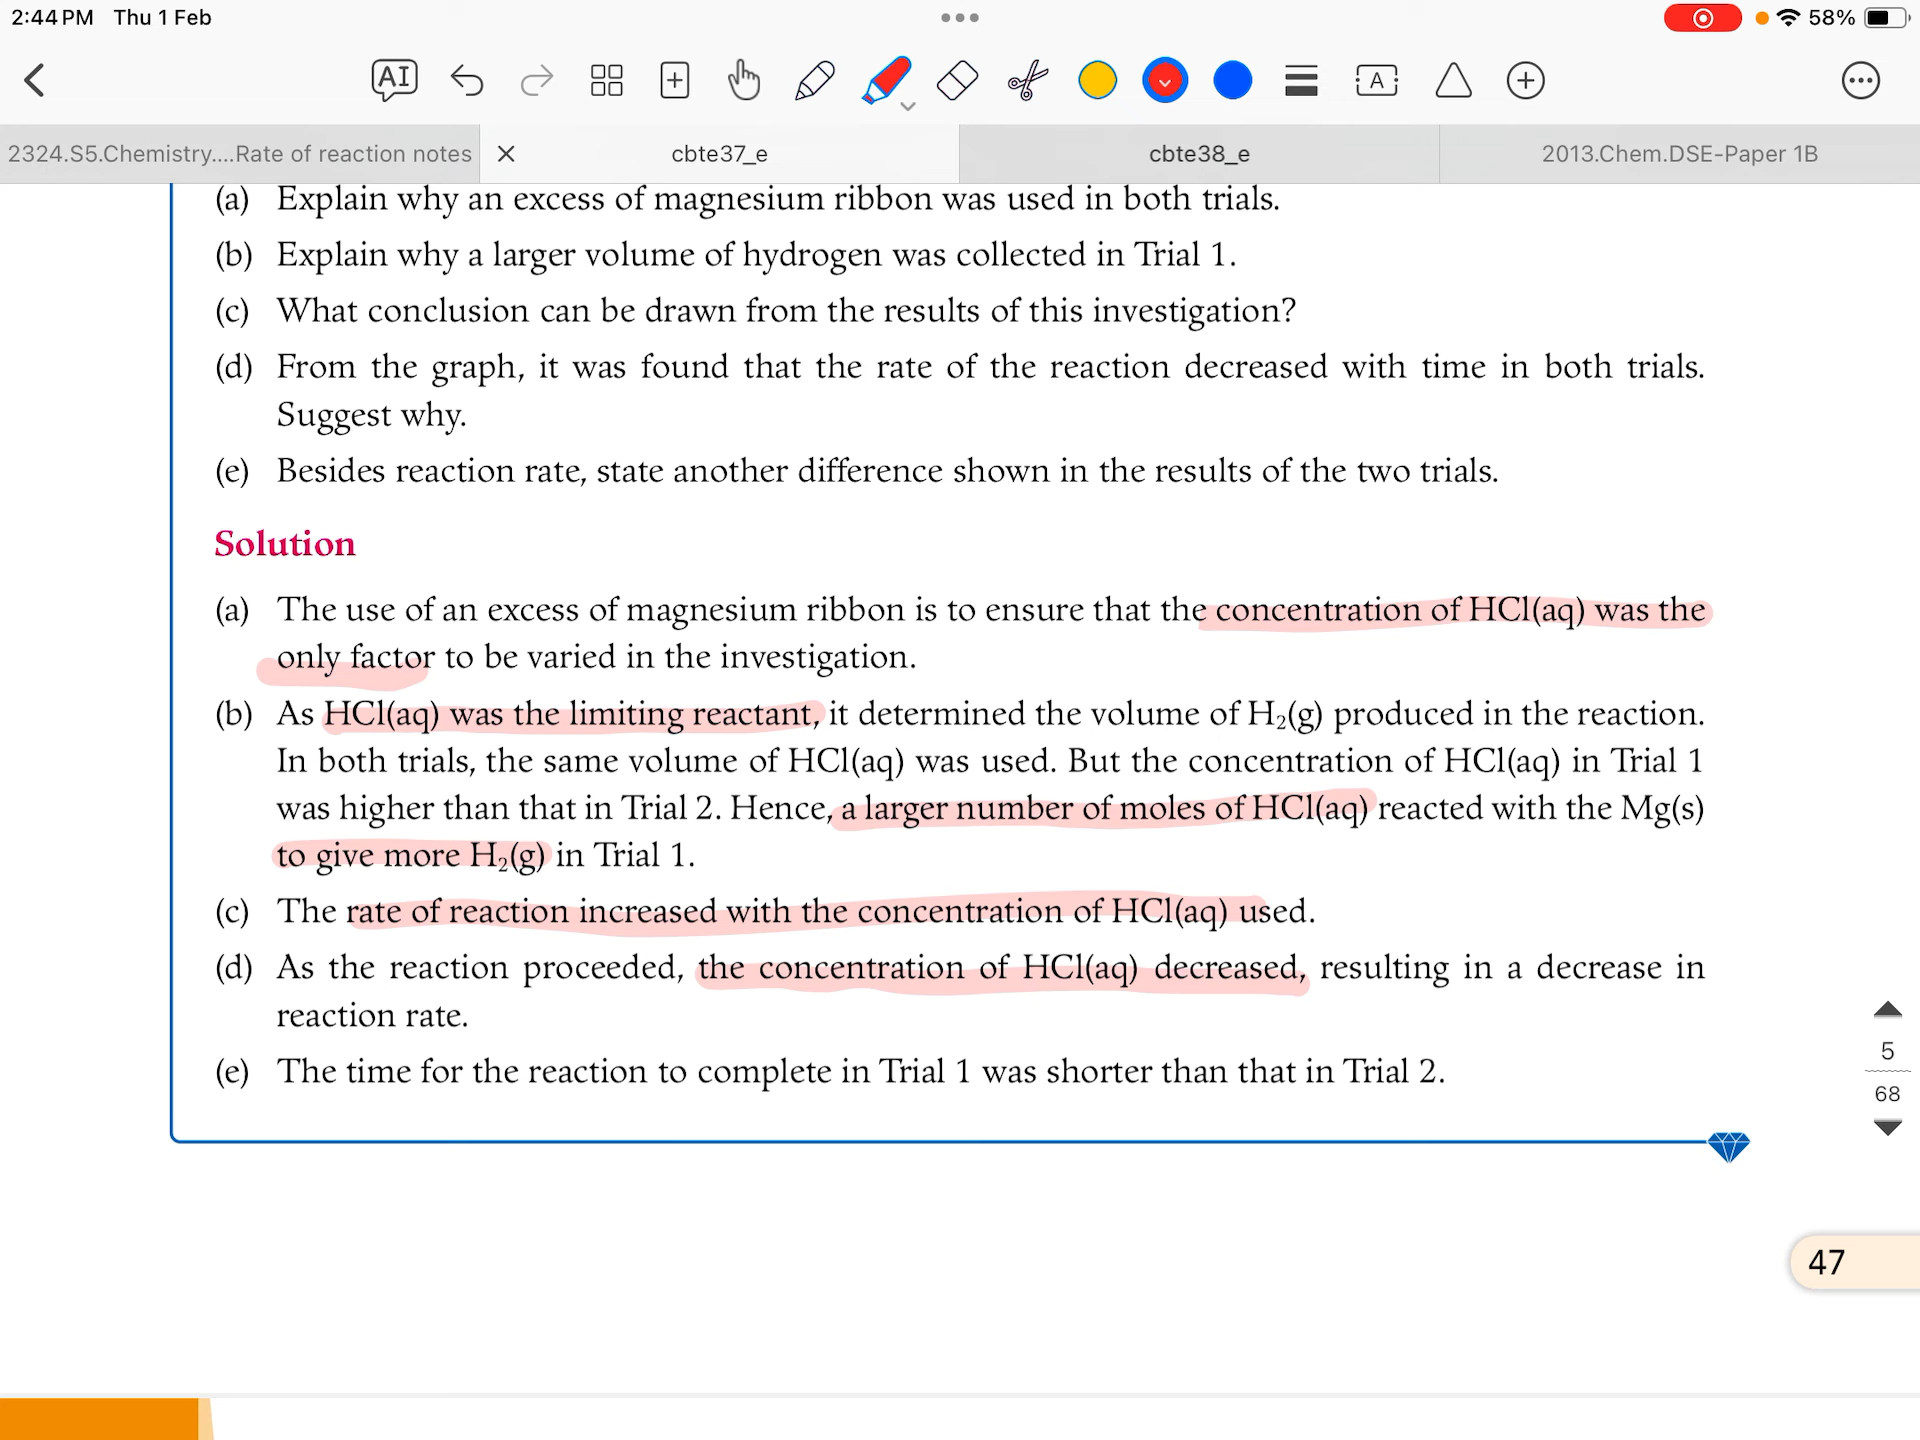 2:44 PM Thu 1 Feb
58%
AI
A
2324.S5.Chemistry....Rate of reaction notes
cbte37_e
cbte38_e
2013.Chem.DSE-Paper 1B
(a) Explain why an excess of magnesium ribbon was used in both trials.
(b) Explain why a larger volume of hydrogen was collected in Trial 1.
(c) What conclusion can be drawn from the results of this investigation?
(d) From the graph, it was found that the rate of the reaction decreased with time in both trials.
Suggest why.
(e) Besides reaction rate, state another difference shown in the results of the two trials.
Solution
(a) The use of an excess of magnesium ribbon is to ensure that the concentration of HCl(aq) was the
only factor to be varied in the investigation.
(b) As HCl(aq) was the limiting reactant, it determined the volume of H₂(g) produced in the reaction.
In both trials, the same volume of HCl(aq) was used. But the concentration of HCl(aq) in Trial 1
was higher than that in Trial 2. Hence, a larger number of moles of HCl(aq) reacted with the Mg(s)
to give more H₂(g) in Trial 1.
(c) The rate of reaction increased with the concentration of HCl(aq) used.
(d) As the reaction proceeded, the concentration of HCl(aq) decreased, resulting in a decrease in
reaction rate.
(e) The time for the reaction to complete in Trial 1 was shorter than that in Trial 2.
5
68
47